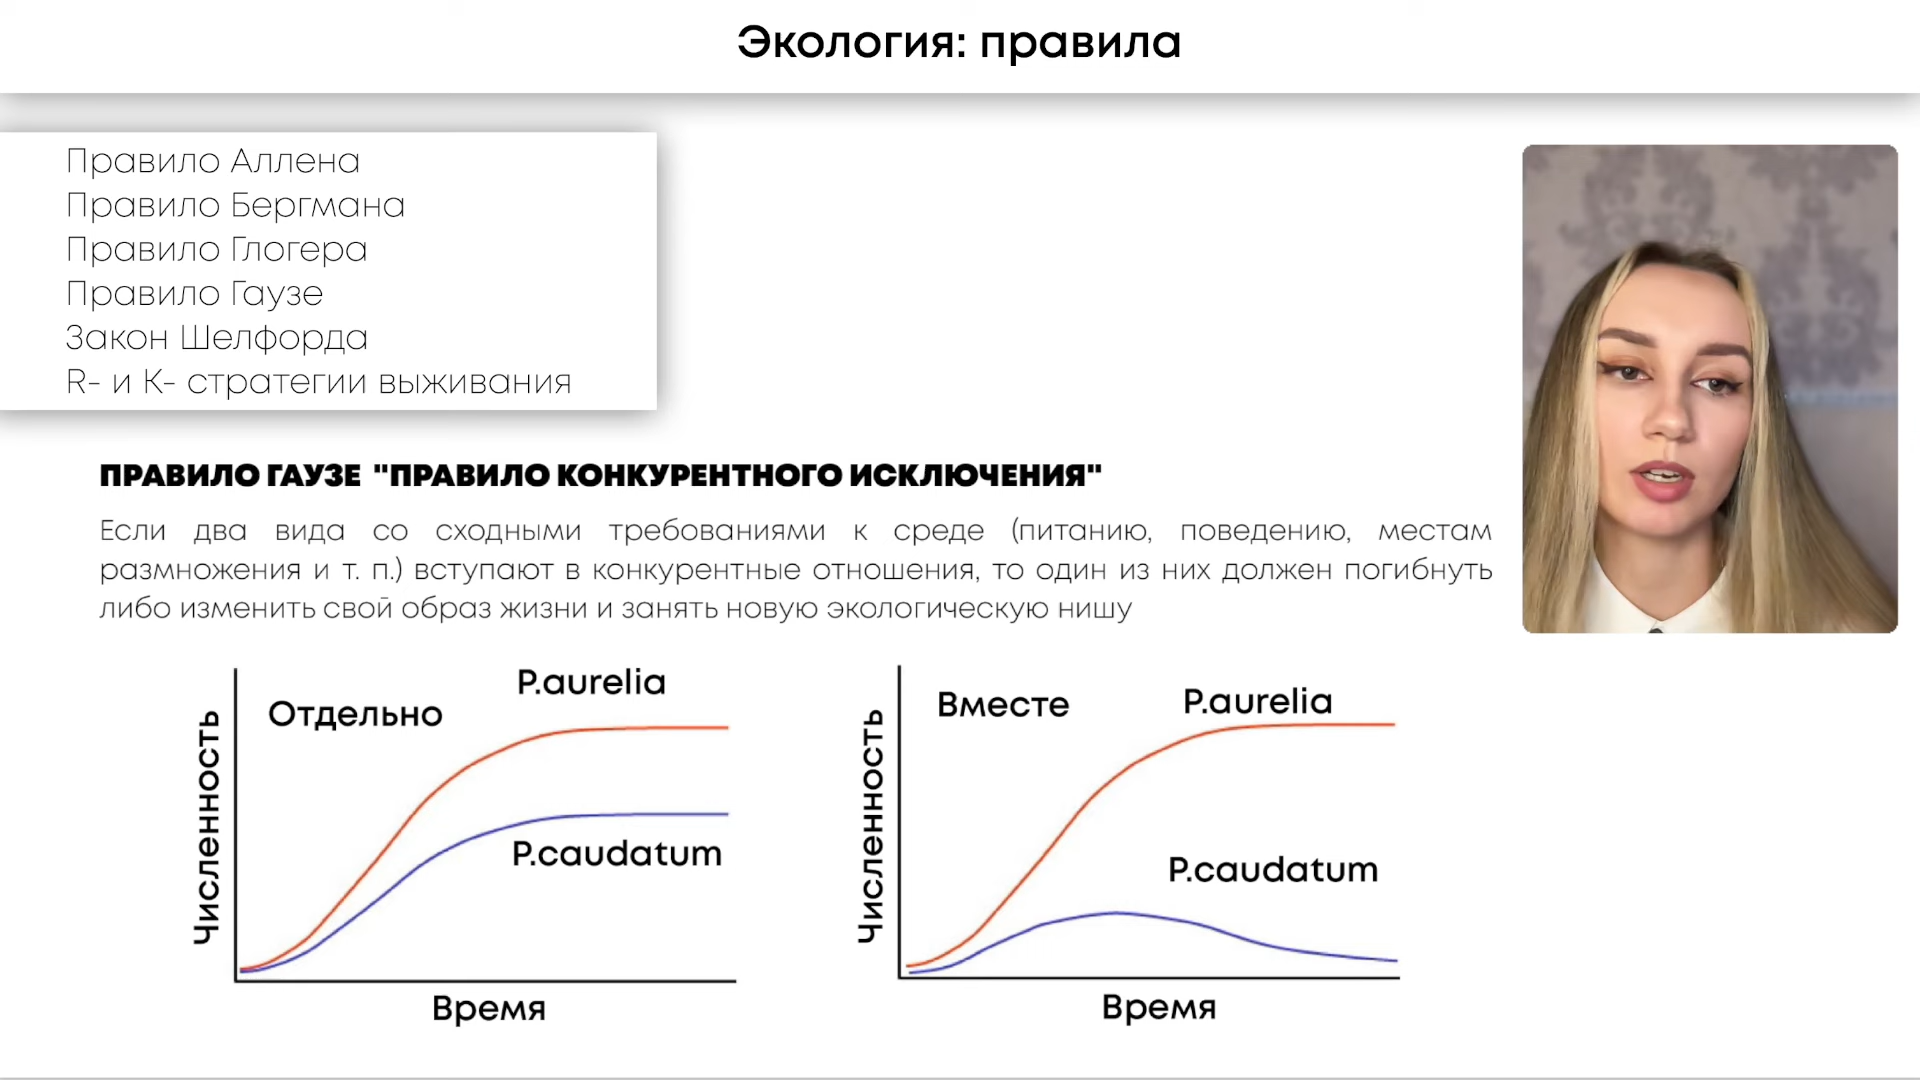 Экология: правила
Правило Аллена
Правило Бергмана
Правило Глогера
Правило Гаузе
Закон Шелфорда
R- и K- стратегии выживания
ПРАВИЛО ГАУЗЕ "ПРАВИЛО КОНКУРЕНТНОГО ИСКЛЮЧЕНИЯ"
Если два вида со сходными требованиями к среде (питанию, поведению, местам
размножения и т. п.) вступают в конкурентные отношения, то один из них должен погибнуть
либо изменить свой образ жизни и занять новую экологическую нишу
Отдельно
P.aurelia
P.caudatum
Численность
Время
Вместе
P.aurelia
P.caudatum
Численность
Время